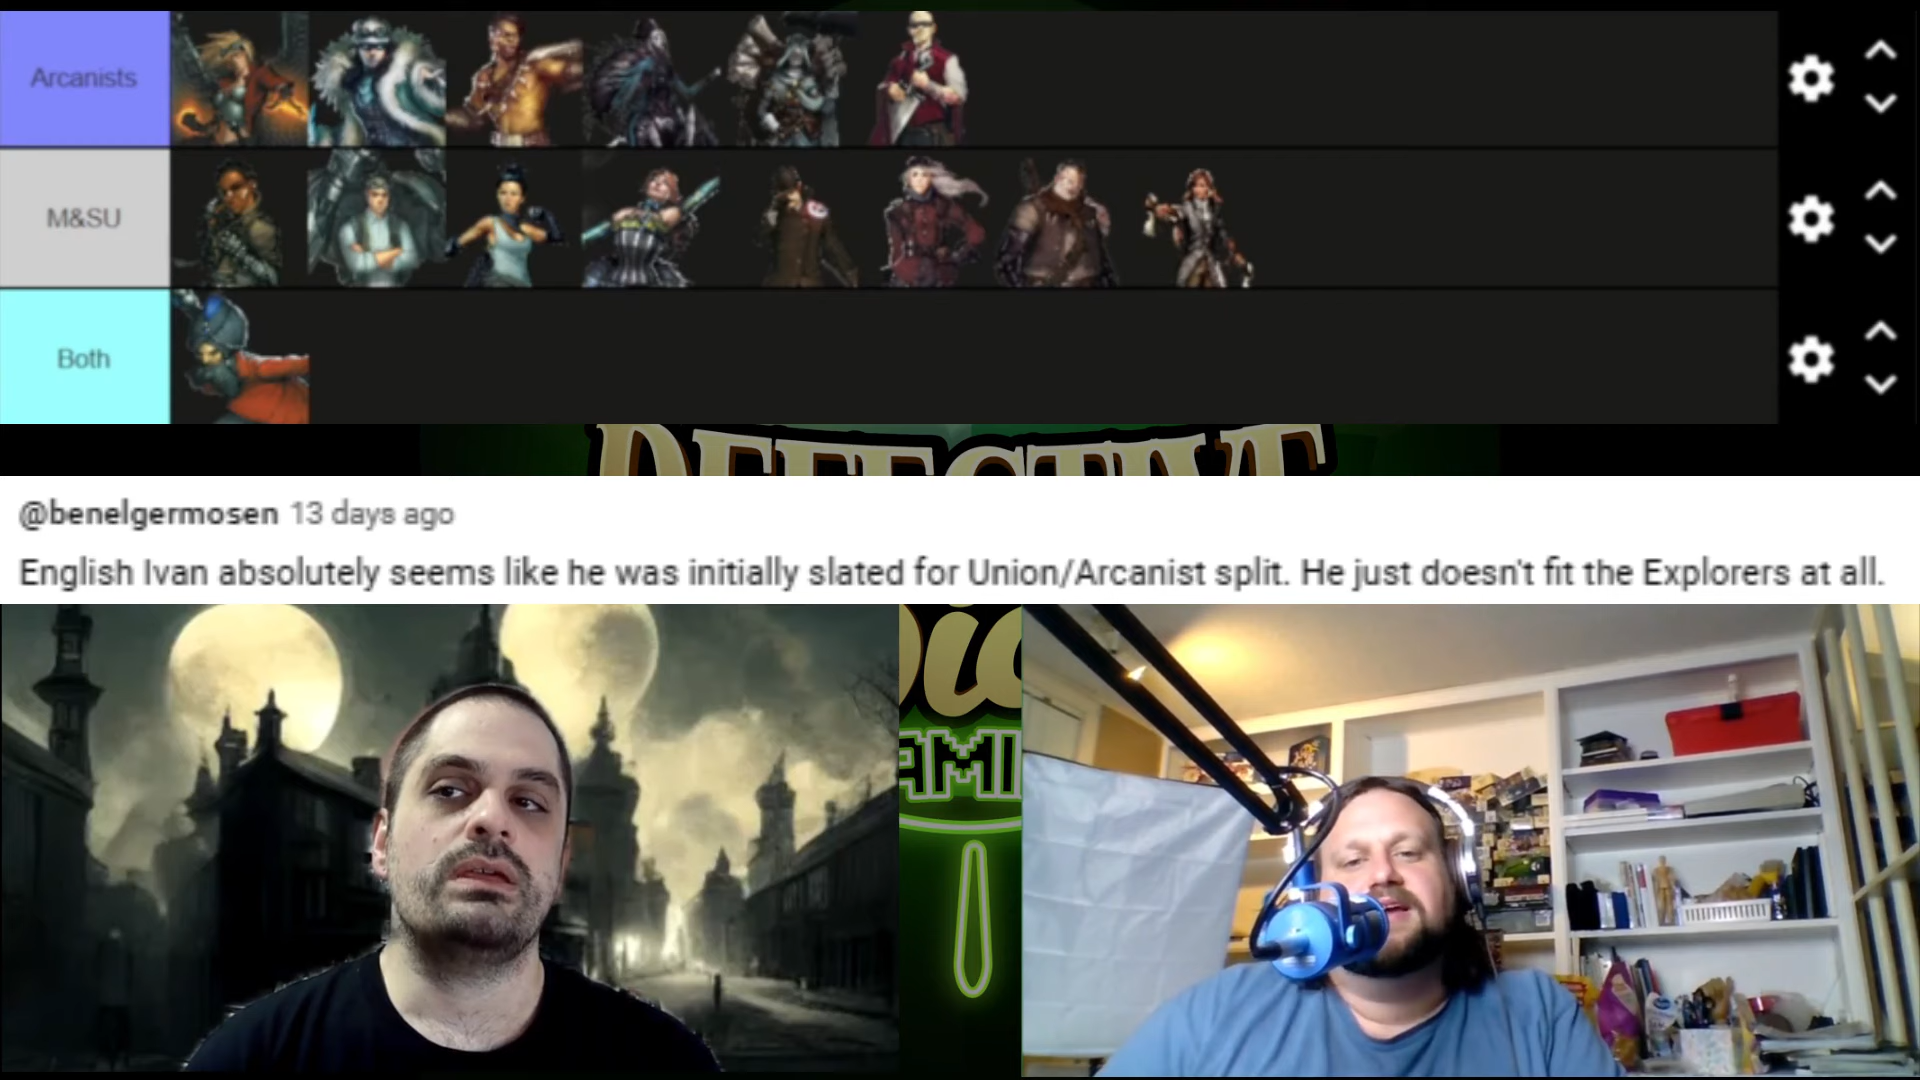 Arcanists
M&SU
Both
DEFECTIVE
@benelgermosen 13 days ago
English Ivan absolutely seems like he was initially slated for Union/Arcanist split. He just doesn't fit the Explorers at all.